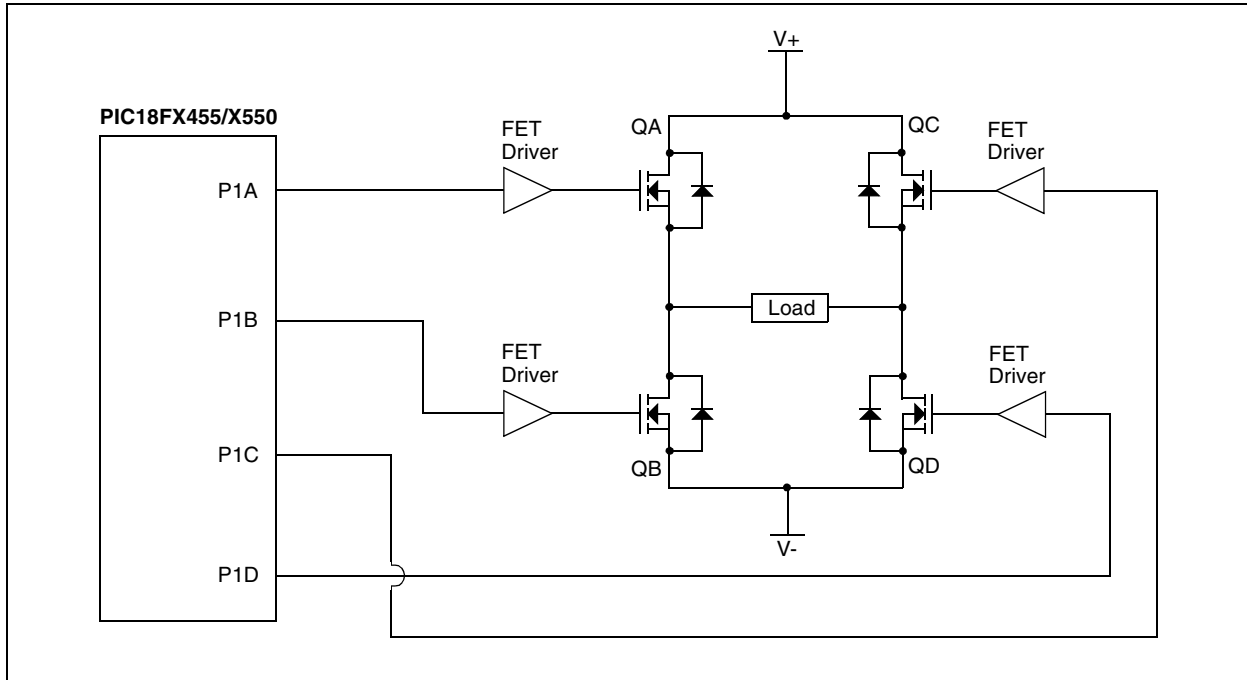 V+
PIC18FX455/X550
FET
Driver
QA
QC
FET
Driver
P1A
Load
P1B
FET
Driver
FET
Driver
P1C
QB
QD
V-
P1D